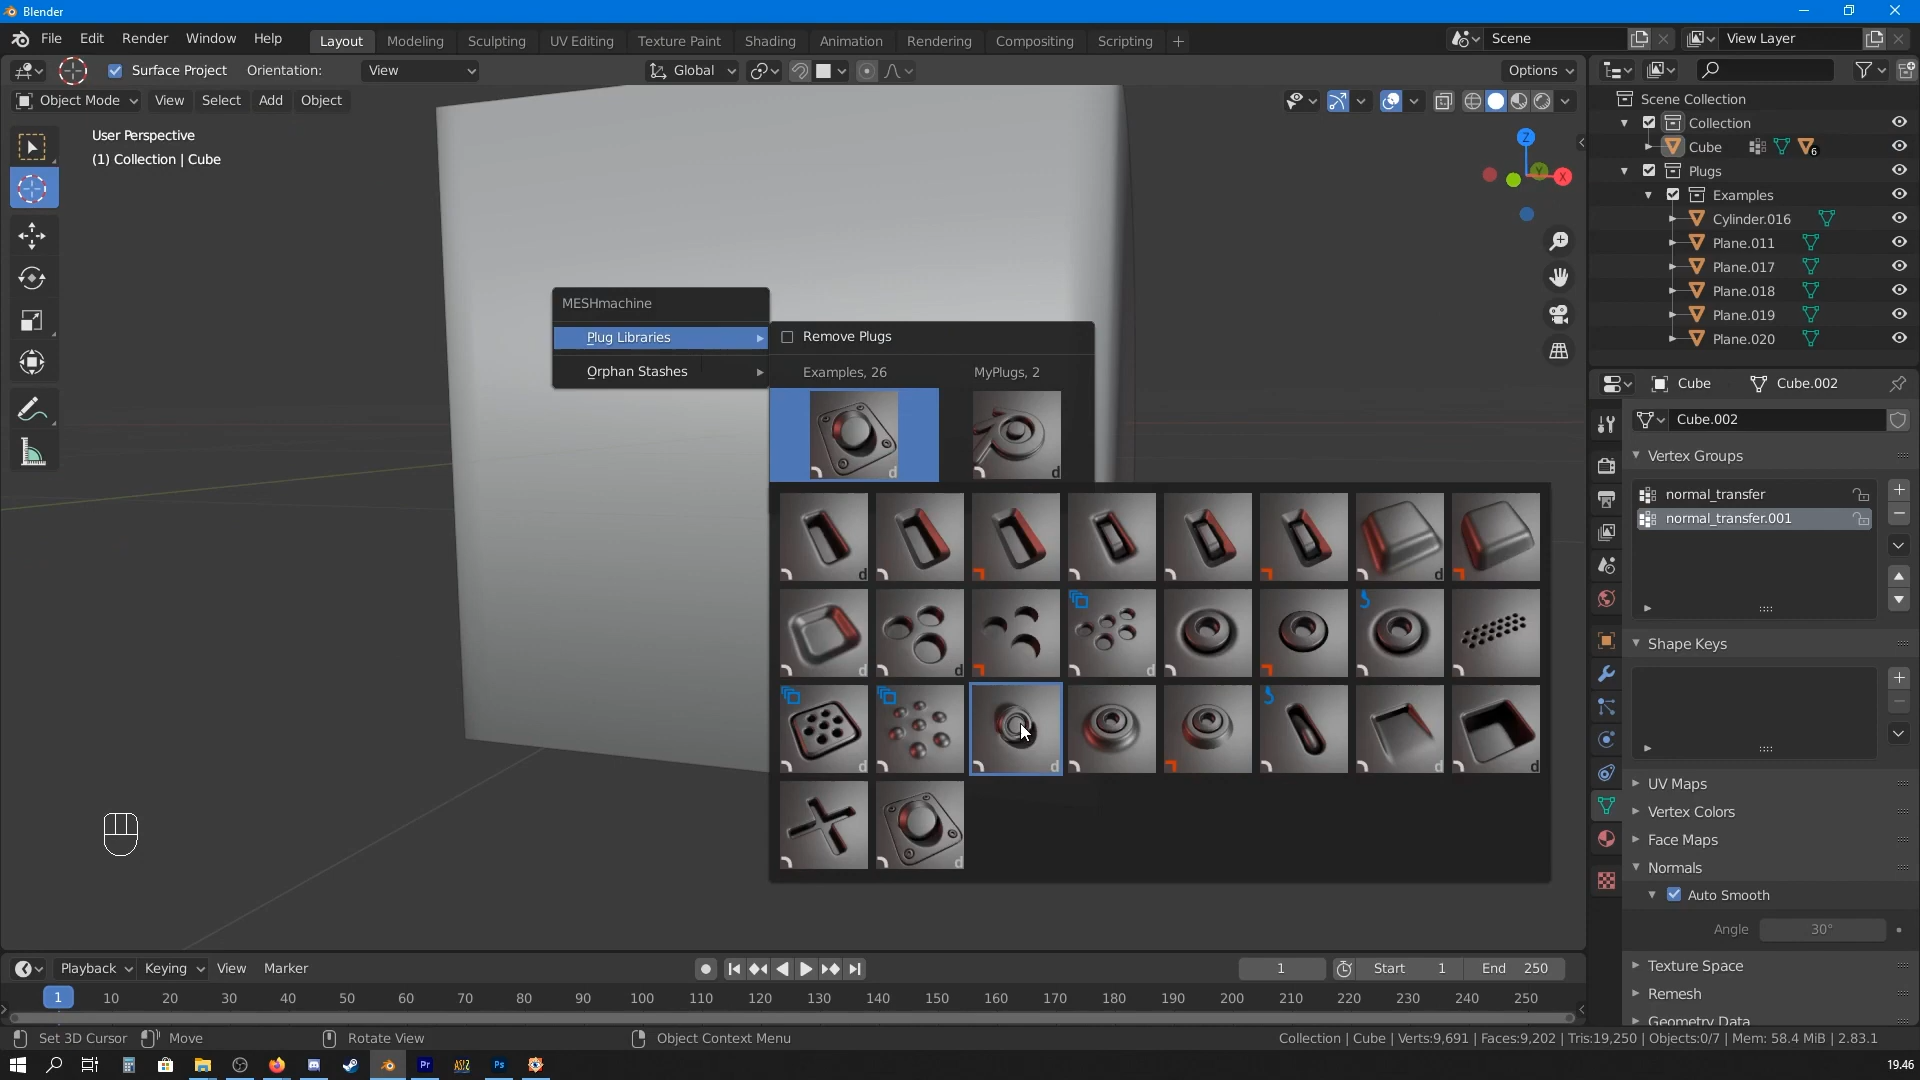 Blender
File Edit Render Window Help
Layout Modeling Sculpting UV Editing Texture Paint Shading Animation Rendering Compositing Scripting +
Scene
View Layer
Surface Project Orientation: View
Global
Options
Object Mode View Select Add Object
User Perspective
(1) Collection | Cube
Z
Y
X
MESHmachine
Plug Libraries
Orphan Stashes
Remove Plugs
Examples, 26
MyPlugs, 2
d d
d d d
d d d
d d d d
d
Scene Collection
Collection
Cube 6
Plugs
Examples
Cylinder.016
Plane.011
Plane.017
Plane.018
Plane.019
Plane.020
Cube Cube.002
Cube.002
Vertex Groups
normal_transfer
normal_transfer.001
Shape Keys
UV Maps
Vertex Colors
Face Maps
Normals
Auto Smooth
Angle 30°
Texture Space
Remesh
Geometry Data
Playback Keying View Marker
1 Start 1 End 250
1 10 20 30 40 50 60 70 80 90 100 110 120 130 140 150 160 170 180 190 200 210 220 230 240 250
Set 3D Cursor Move Rotate View Object Context Menu
Collection | Cube | Verts:9,691 | Faces:9,202 | Tris:19,250 | Objects:0/7 | Mem: 58.4 MiB | 2.83.1
Pr
Ps
19.46